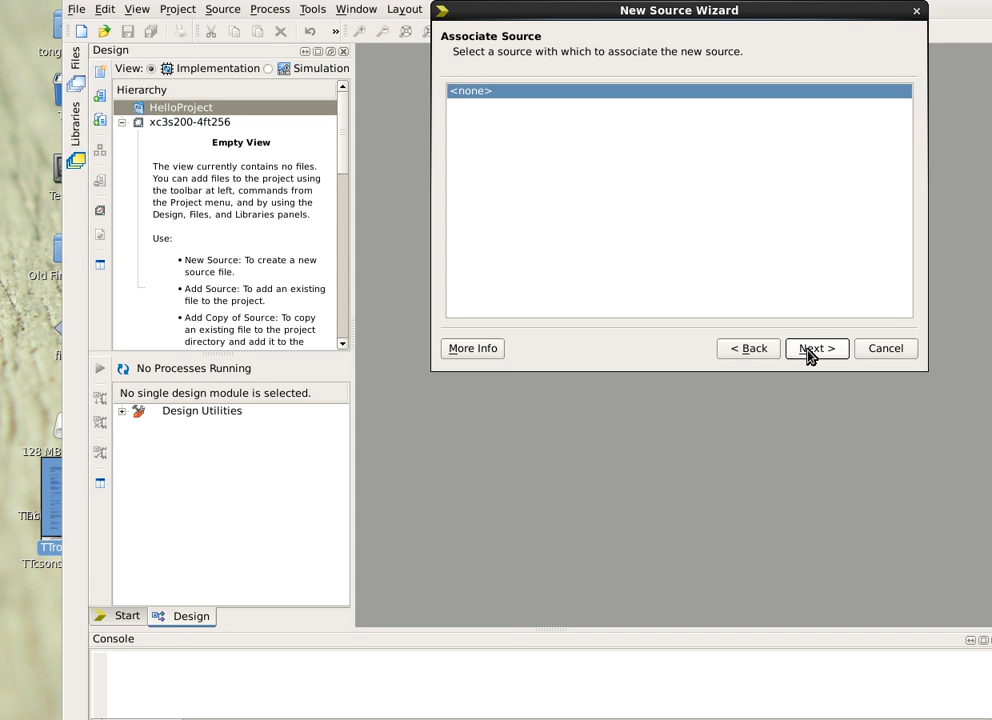 File Edit View Project Source Process Tools Window Layout
New Source Wizard
Associate Source
Select a source with which to associate the new source.
<none>
More Info
< Back
Next >
Cancel
»
Design
Files
Libraries
View:
Implementation
Simulation
Hierarchy
HelloProject
xc3s200-4ft256
Empty View
The view currently contains no files.
You can add files to the project using
the toolbar at left, commands from
the Project menu, and by using the
Design, Files, and Libraries panels.
Use:
• New Source: To create a new
source file.
• Add Source: To add an existing
file to the project.
• Add Copy of Source: To copy
an existing file to the project
directory and add it to the
No Processes Running
No single design module is selected.
Design Utilities
Start
Design
Console
tong
Te
Old Fi
fi
128 MB